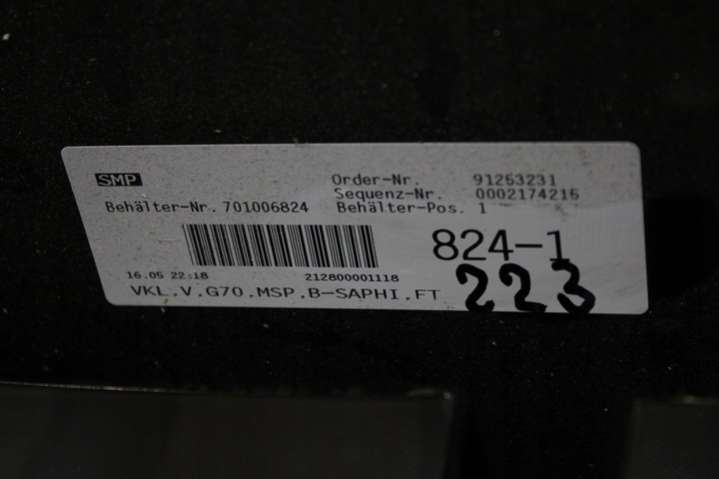 SMP
Order-Nr. 91263231
Sequenz-Nr. 0002174216
Behälter-Nr. 701006824 Behälter-Pos. 1
824-1
16.05 22:18 212800001118
VKL.V.G70.MSP.B-SAPHI.FT
223